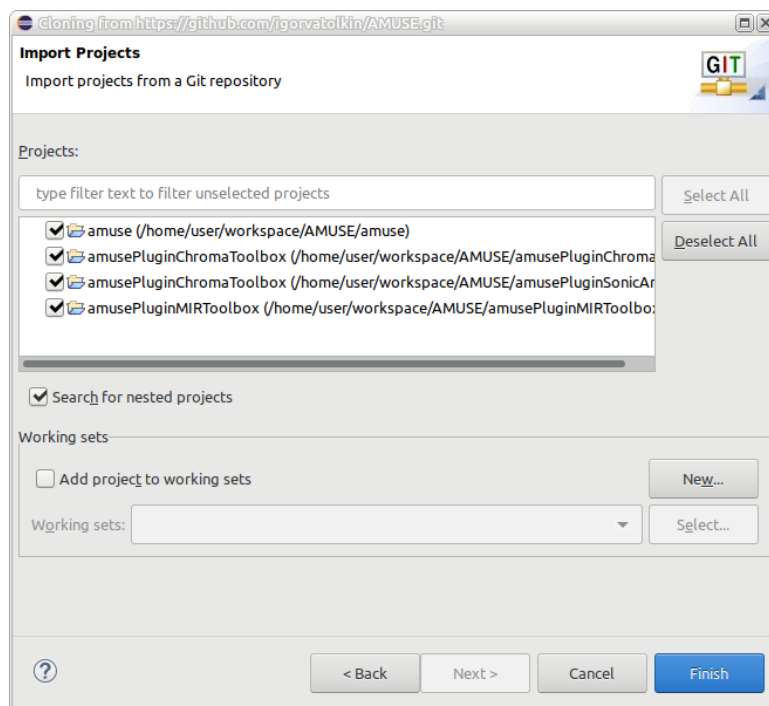 Cloning from https://github.com/igorvatolkin/AMUSE.git
Import Projects
Import projects from a Git repository
GIT
Projects:
type filter text to filter unselected projects
Select All
amuse (/home/user/workspace/AMUSE/amuse)
Deselect All
amusePluginChromaToolbox (/home/user/workspace/AMUSE/amusePluginChroma
amusePluginChromaToolbox (/home/user/workspace/AMUSE/amusePluginSonicAr
amusePluginMIRToolbox (/home/user/workspace/AMUSE/amusePluginMIRToolbox
Search for nested projects
Working sets
Add project to working sets
New...
Working sets:
Select...
?
< Back
Next >
Cancel
Finish